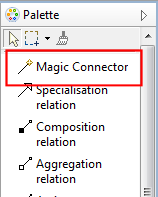 Palette
Magic Connector
Specialisation
relation
Composition
relation
Aggregation
relation